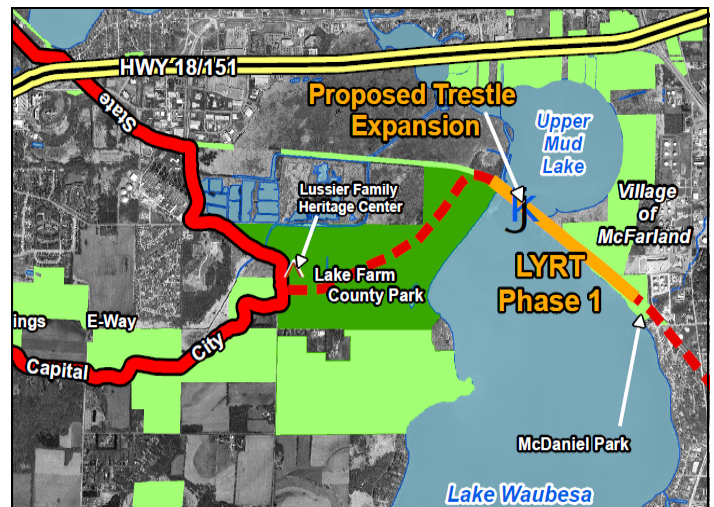 HWY 18/151
State
Proposed Trestle
Expansion
Upper
Mud
Lake
Lussier Family
Heritage Center
Village
of
McFarland
Lake Farm
County Park
LYRT
Phase 1
ings
E-Way
Capital
City
McDaniel Park
Lake Waubesa